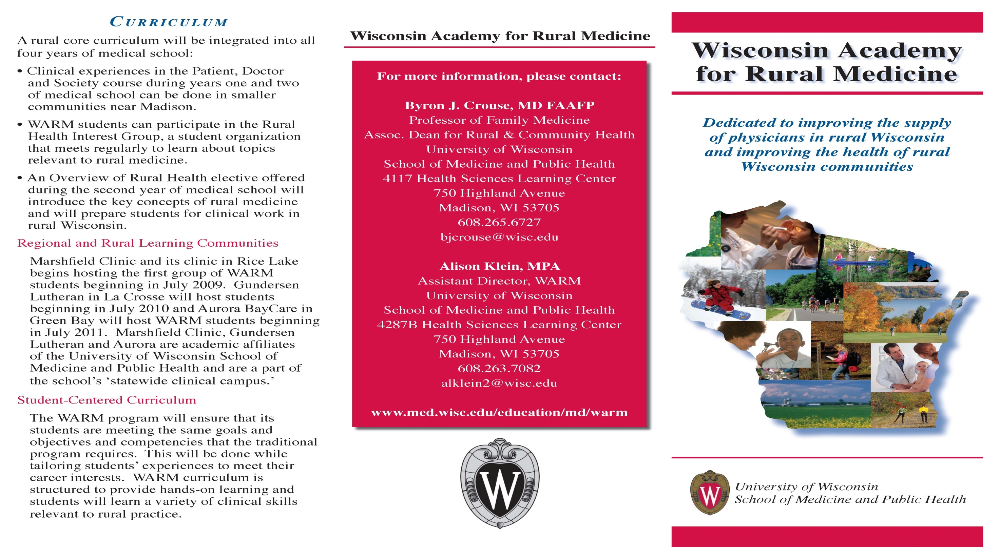 CURRICULUM
A rural core curriculum will be integrated into all
four years of medical school:
• Clinical experiences in the Patient, Doctor
and Society course during years one and two
of medical school can be done in smaller
communities near Madison.
• WARM students can participate in the Rural
Health Interest Group, a student organization
that meets regularly to learn about topics
relevant to rural medicine.
• An Overview of Rural Health elective offered
during the second year of medical school will
introduce the key concepts of rural medicine
and will prepare students for clinical work in
rural Wisconsin.
Regional and Rural Learning Communities
Marshfield Clinic and its clinic in Rice Lake
begins hosting the first group of WARM
students beginning in July 2009.  Gundersen
Lutheran in La Crosse will host students
beginning in July 2010 and Aurora BayCare in
Green Bay will host WARM students beginning
in July 2011.  Marshfield Clinic, Gundersen
Lutheran and Aurora are academic affiliates
of the University of Wisconsin School of
Medicine and Public Health and are a part of
the school’s ‘statewide clinical campus.’
Student-Centered Curriculum
The WARM program will ensure that its
students are meeting the same goals and
objectives and competencies that the traditional
program requires.  This will be done while
tailoring students’ experiences to meet their
career interests.  WARM curriculum is
structured to provide hands-on learning and
students will learn a variety of clinical skills
relevant to rural practice.
Wisconsin Academy for Rural Medicine
For more information, please contact:
Byron J. Crouse, MD FAAFP
Professor of Family Medicine
Assoc. Dean for Rural & Community Health
University of Wisconsin
School of Medicine and Public Health
4117 Health Sciences Learning Center
750 Highland Avenue
Madison, WI 53705
608.265.6727
bjcrouse@wisc.edu
Alison Klein, MPA
Assistant Director, WARM
University of Wisconsin
School of Medicine and Public Health
4287B Health Sciences Learning Center
750 Highland Avenue
Madison, WI 53705
608.263.7082
alklein2@wisc.edu
www.med.wisc.edu/education/md/warm
W
Wisconsin Academy
for Rural Medicine
Dedicated to improving the supply
of physicians in rural Wisconsin
and improving the health of rural
Wisconsin communities
W
University of Wisconsin
School of Medicine and Public Health